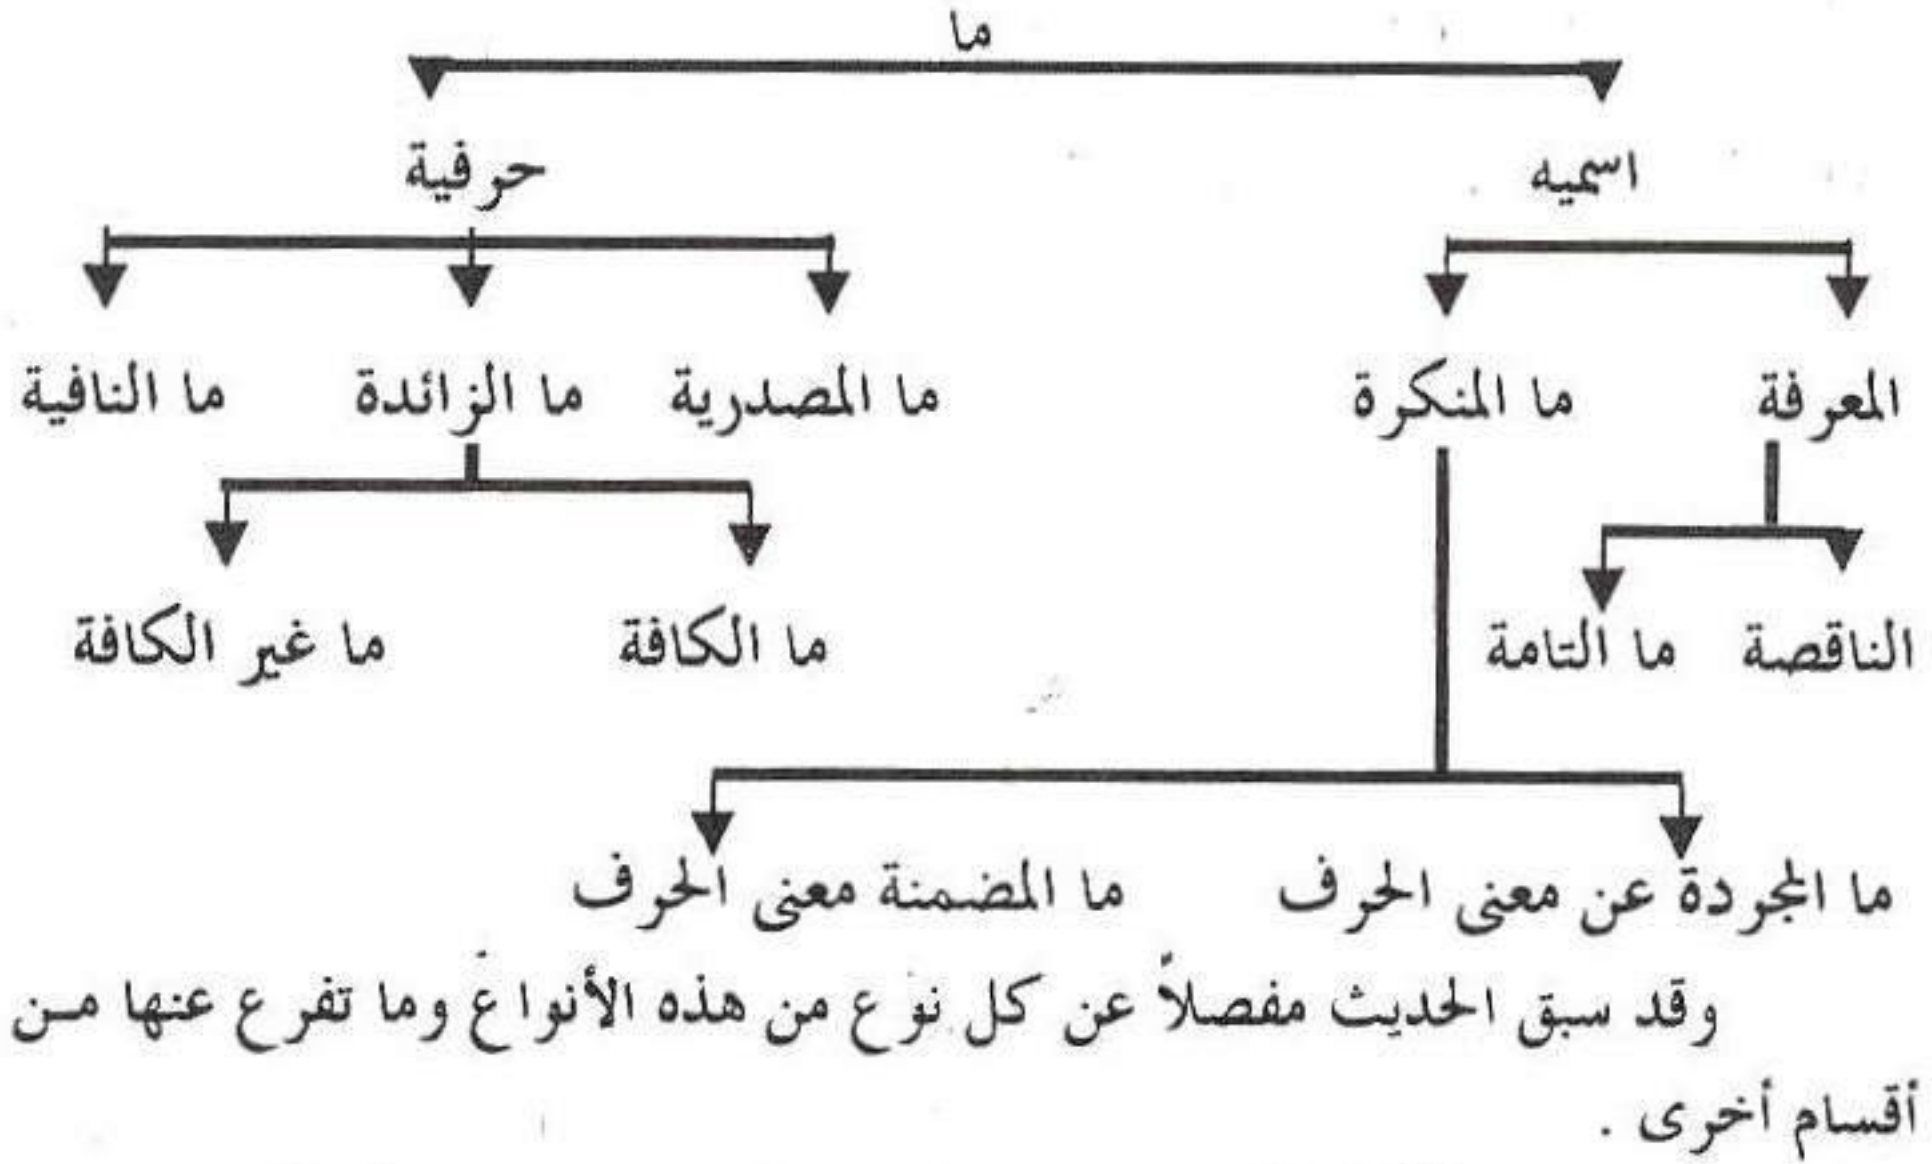 ما
اسميه حرفية
المعرفة ما المنكرة ما المصدرية ما الزائدة ما النافية
الناقصة ما التامة ما الكافة ما غير الكافة
ما المجردة عن معنى الحرف ما المضمنة معنى الحرف
وقد سبق الحديث مفصلاً عن كل نوع من هذه الأنواع وما تفرع عنها مـن
أقسام أخرى .